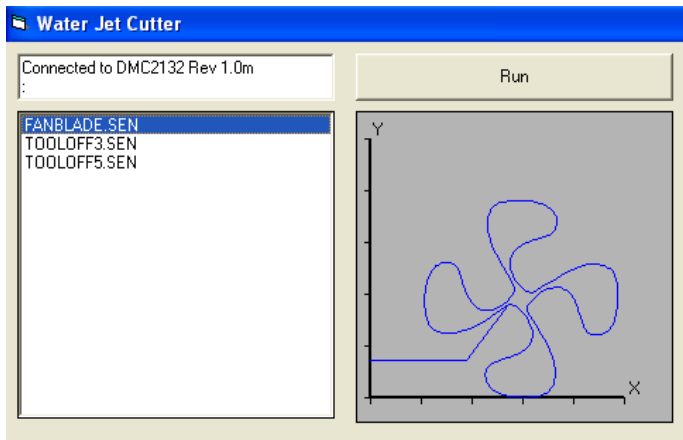 Water Jet Cutter
Connected to DMC2132 Rev 1.0m
:
Run
FANBLADE.SEN
TOOLOFF3.SEN
TOOLOFF5.SEN
Y
X